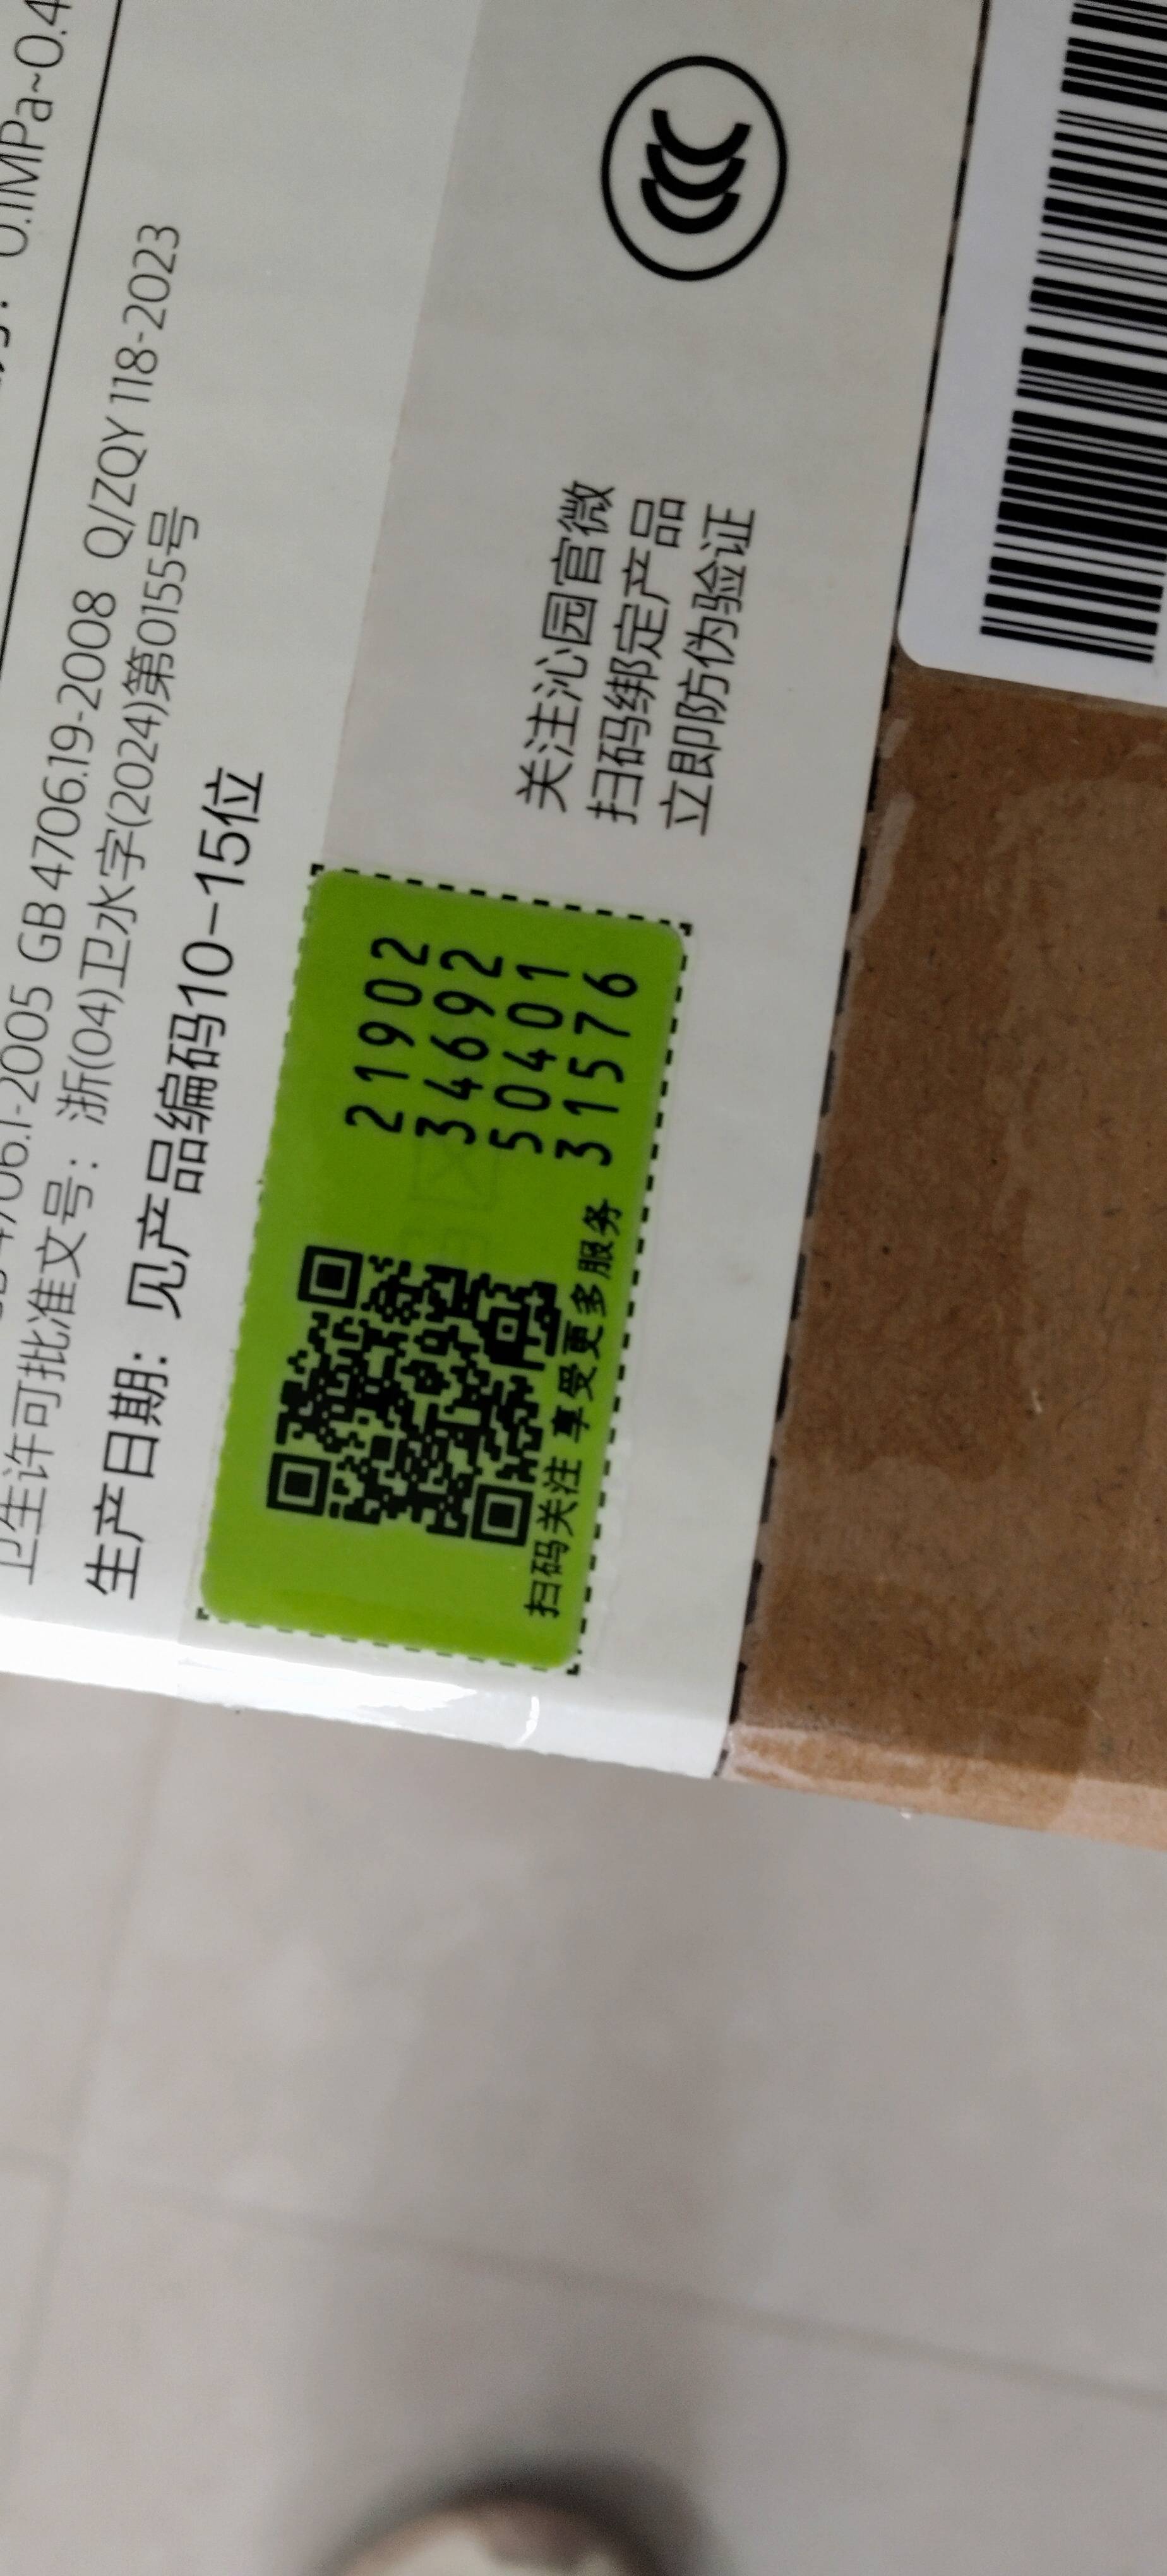 0.1MPa~0.4
4706.1-2005 GB 4706.19-2008 Q/ZQY 118-2023
卫生许可批准文号：浙(04)卫水字(2024)第0155号
生产日期：见产品编码10-15位
21902
34692
50401
31576
扫码关注 享受更多服务
关注沁园官微
扫码绑定产品
立即防伪验证
CCC